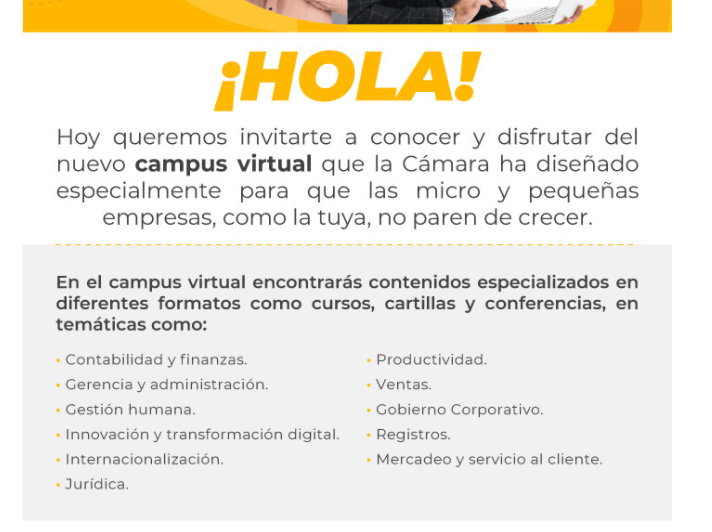 ¡HOLA!
Hoy queremos invitarte a conocer y disfrutar del
nuevo campus virtual que la Cámara ha diseñado
especialmente para que las micro y pequeñas
empresas, como la tuya, no paren de crecer.
En el campus virtual encontrarás contenidos especializados en
diferentes formatos como cursos, cartillas y conferencias, en
temáticas como:
• Contabilidad y finanzas.
• Gerencia y administración.
• Gestión humana.
• Innovación y transformación digital.
• Internacionalización.
• Jurídica.
• Productividad.
• Ventas.
• Gobierno Corporativo.
• Registros.
• Mercadeo y servicio al cliente.